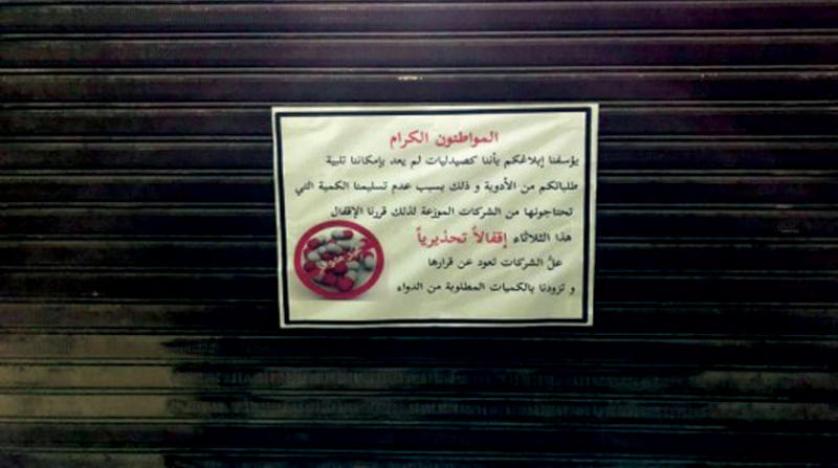 المواطنون الكرام
يؤسفنا إبلاغكم بأننا كصيدليات لم يعد بإمكاننا تلبية
طلباتكم من الأدوية و ذلك بسبب عدم تسليمنا الكمية التي
تحتاجونها من الشركات الموزعة لذلك قررنا الإقفال
هذا الثلاثاء إقفالاً تحذيرياً
علّ الشركات تعود عن قرارها
و تزودنا بالكميات المطلوبة من الدواء